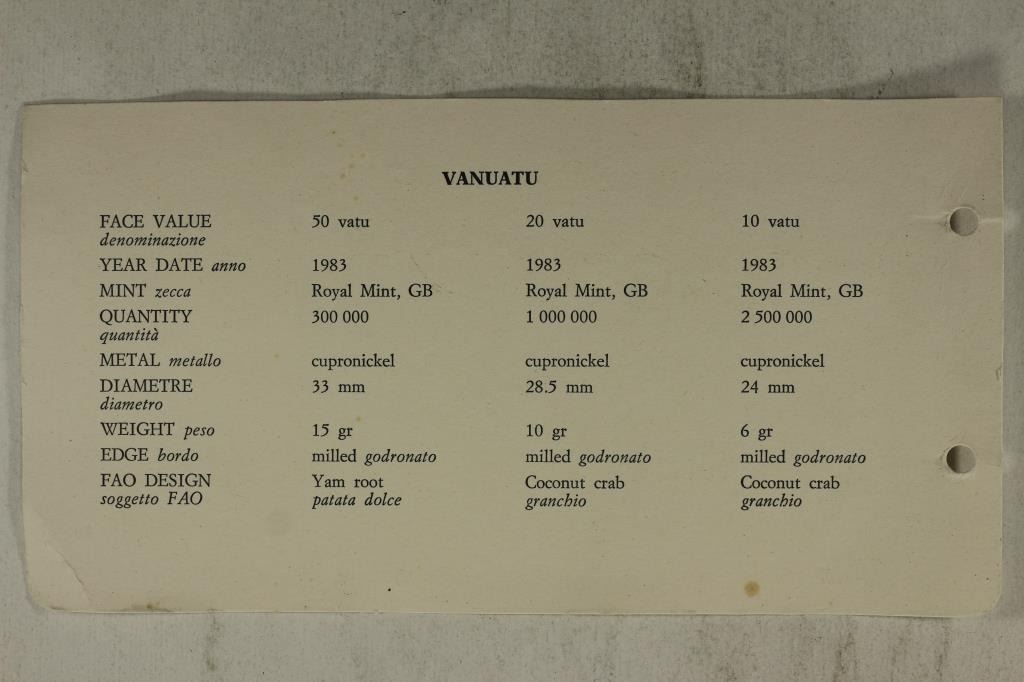 VANUATU
FACE VALUE 50 vatu 20 vatu 10 vatu
denominazione
YEAR DATE anno 1983 1983 1983
MINT zecca Royal Mint, GB Royal Mint, GB Royal Mint, GB
QUANTITY 300 000 1 000 000 2 500 000
quantità
METAL metallo cupronickel cupronickel cupronickel
DIAMETRE 33 mm 28.5 mm 24 mm
diametro
WEIGHT peso 15 gr 10 gr 6 gr
EDGE bordo milled godronato milled godronato milled godronato
FAO DESIGN Yam root Coconut crab Coconut crab
soggetto FAO patata dolce granchio granchio